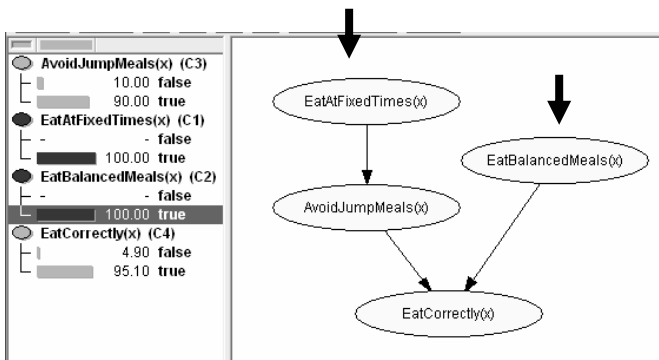 AvoidJumpMeals(x) (C3)
10.00 false
90.00 true
EatAtFixedTimes(x) (C1)
- - false
100.00 true
EatBalancedMeals(x) (C2)
- - false
100.00 true
EatCorrectly(x) (C4)
4.90 false
95.10 true
EatAtFixedTimes(x)
EatBalancedMeals(x)
AvoidJumpMeals(x)
EatCorrectly(x)